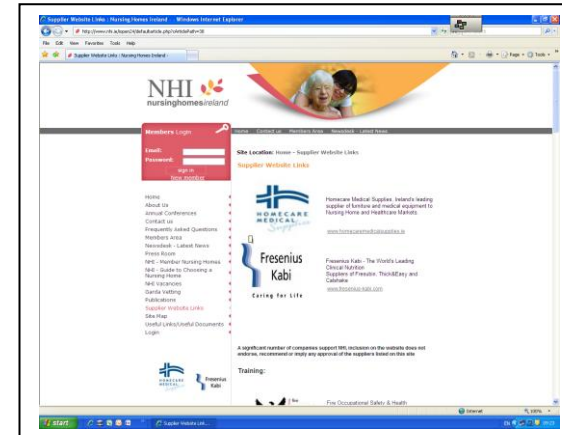 Supplier Website Links : Nursing Homes Ireland - Windows Internet Explorer
File Edit View Favorites Tools Help
Supplier Website Links : Nursing Homes Ireland
Page
Tools
NHI
nursinghomesireland
Members Login
Home Contact us Members Area Newsdesk Latest News
Email:
Password:
sign in
New member
Site Location: Home - Supplier Website Links
Supplier Website Links
Home
About Us
Annual Conferences
Contact us
Frequently Asked Questions
Members Area
Newsdesk - Latest News
Press Room
NHI - Member Nursing Homes
NHI - Guide to Choosing a
Nursing Home
NHI Vacancies
Garda Vetting
Publications
Supplier Website Links
Site Map
Useful Links/Useful Documents
Login
HOMECARE
MEDICAL
Supplies
Homecare Medical Supplies, Ireland's leading
supplier of furniture and medical equipment to
Nursing Home and Healthcare Markets
www.homecaremedicalsupplies.ie
Fresenius
Kabi
Caring for Life
Fresenius Kabi - The World's Leading
Clinical Nutrition
Suppliers of Fresubin, Thick&Easy and
Calshake
www.fresenius-kabi.com
A significant number of companies support NHI, inclusion on the website does not
endorse, recommend or imply any approval of the suppliers listed on this site
Training:
Fire Occupational Safety & Health
HOMECARE
MEDICAL
Fresenius
Kabi
Internet
100%
start
Supplier Website Link...